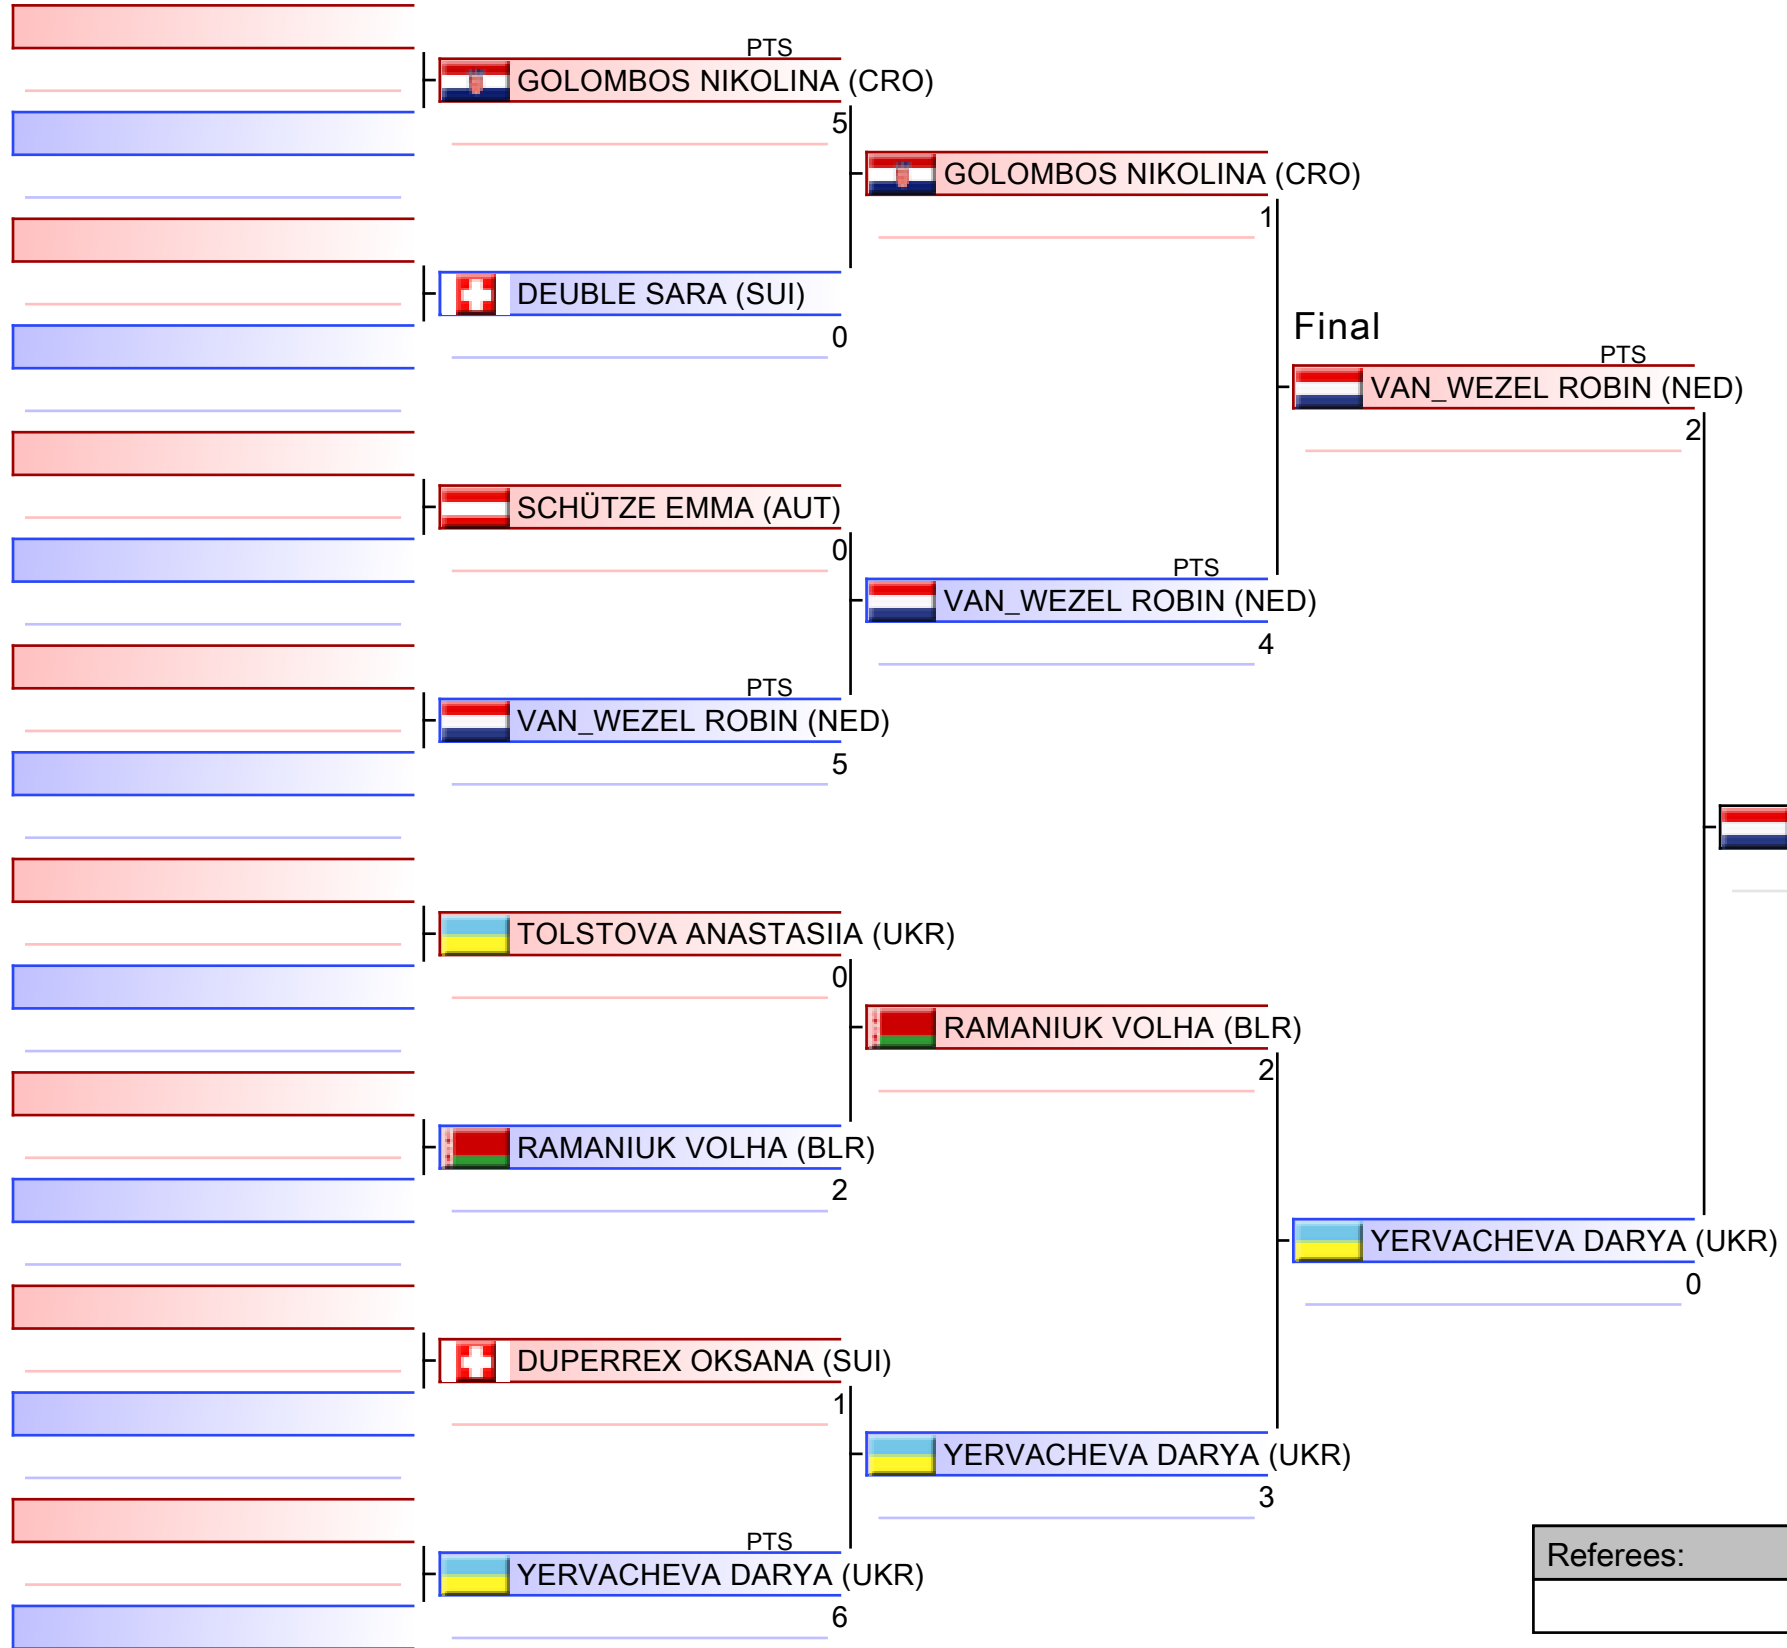 PTS
GOLOMBOS NIKOLINA (CRO)
5
GOLOMBOS NIKOLINA (CRO)
1
DEUBLE SARA (SUI)
0
Final
PTS
VAN_WEZEL ROBIN (NED)
2
SCHÜTZE EMMA (AUT)
0
PTS
VAN_WEZEL ROBIN (NED)
4
PTS
VAN_WEZEL ROBIN (NED)
5
TOLSTOVA ANASTASIIA (UKR)
0
RAMANIUK VOLHA (BLR)
2
RAMANIUK VOLHA (BLR)
2
YERVACHEVA DARYA (UKR)
0
DUPERREX OKSANA (SUI)
1
YERVACHEVA DARYA (UKR)
3
PTS
YERVACHEVA DARYA (UKR)
6
Referees: